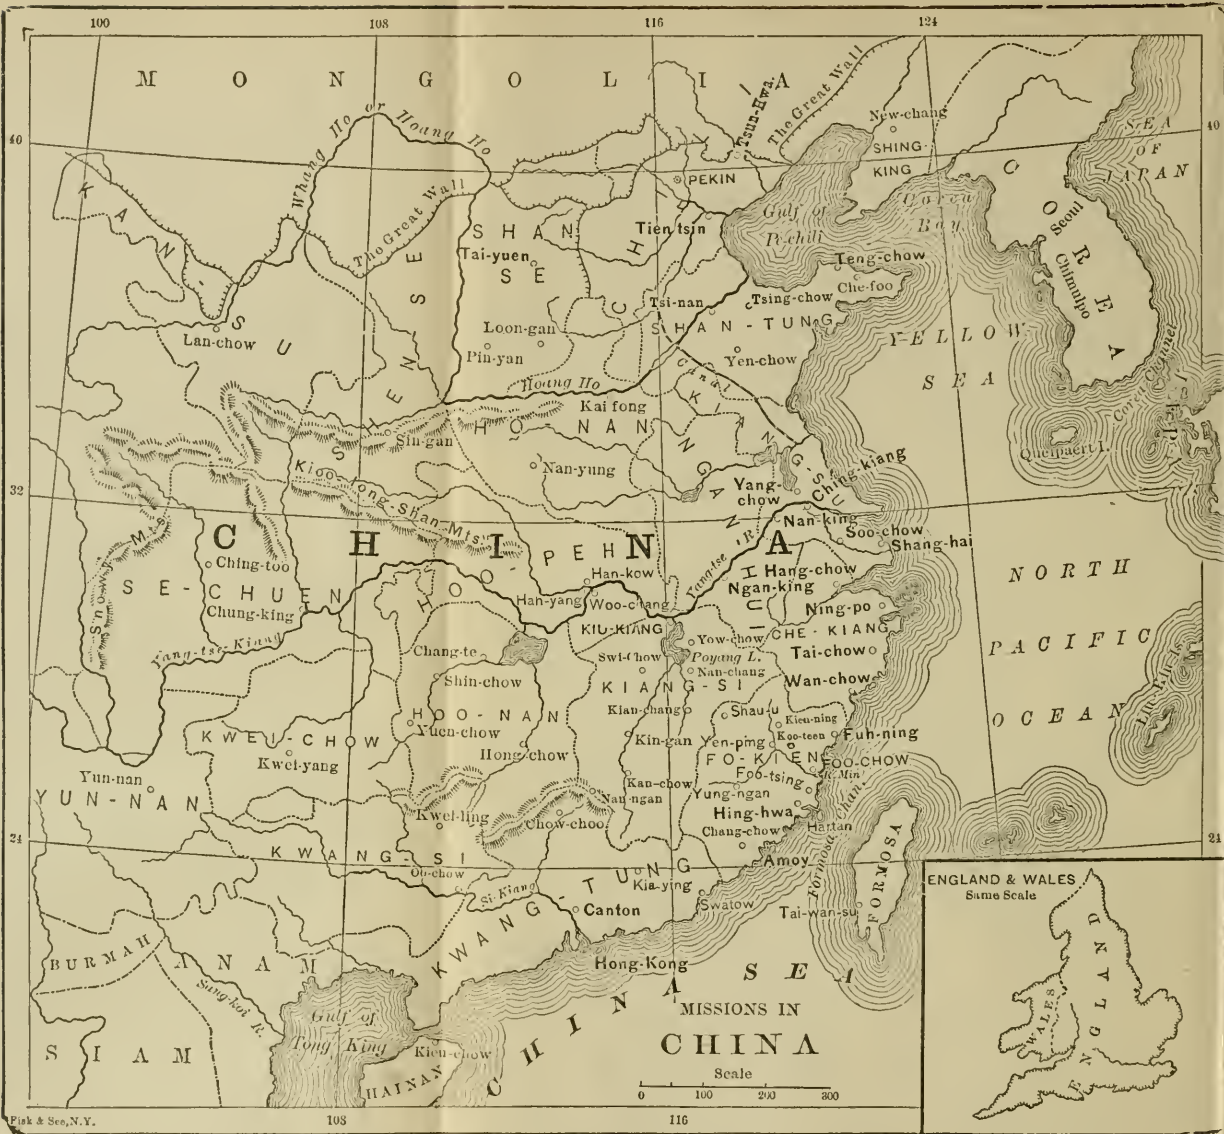 100 108 116 124
MONGOLIA
Tsun-Hwa.
The Great Wall
New-chang
SHING-
KING
40
40
SEA
OF
JAPAN
Whang Ho or Hoang Ho
PEKIN
KAN-SU
The Great Wall
SHAN
SE
Tai-yuen
Tien tsin
Gulf of
Pe-chili
Corea
Bay
COREA
Seoul
Chimulpo
Teng-chow
Che-foo
Tsi-nan
Tsing-chow
SHAN-TUNG
Loon-gan
Pin-yan
Lan-chow
SHEN-SE
Yen-chow
YELLOW
SEA
Corea Channel
Canal
Hoang Ho
Kai fong
HO-NAN
Sin-gan
KIANG-SU
Quelpaert I.
Nan-yung
NGAN-HUI
Kioo-Long-Shan-Mts.
32
Yang-
chow
Ching-kiang
Nan-king
Soo-chow
Shang-hai
CHINA
Mts.
Snow
Ching-too
SE-CHUEN
Chung-king
HOO-PEH
Han-kow
Han-yang
Woo-chang
Yang-tse R.
Hang-chow
Ngan-king
NORTH
PACIFIC
OCEAN
KIU-KIANG
Ning-po
Yow-chow
CHE-KIANG
Yang-tse-Kiang
Chang-te
Swi-Chow
Poyang L.
Nan-chang
Tai-chow
Shin-chow
KIANG-SI
Wan-chow
HOO-NAN
Yuen-chow
Kian-chang
Shau-u
Kien-ning
Koo-teen
Fuh-ning
KWEI-CHOW
Kwei-yang
Hong-chow
Kin-gan
Yen-ping
FO-KIEN
FOO-CHOW
R. Min
Foo-tsing
Yun-nan
YUN-NAN
Kan-chow
Nan-ngan
Yung-ngan
Hing-hwa
Kwei-ling
Chow-choo
Chang-chow
Haitan
24
24
KWANG-SI
Oo-chow
Amoy
Formosa Chan.
FORMOSA
Si-Kiang
KWANG-TUNG
Kia-ying
Canton
Swatow
Tai-wan-su
Hong-Kong
BURMAH
ANAM
Sang-koi R.
CHINA SEA
Gulf of
Tong King
SIAM
Kien-chow
HAINAN
MISSIONS IN
CHINA
Scale
0 100 200 300
ENGLAND & WALES
Same Scale
WALES
ENGLAND
Fisk & See, N.Y.
108 116